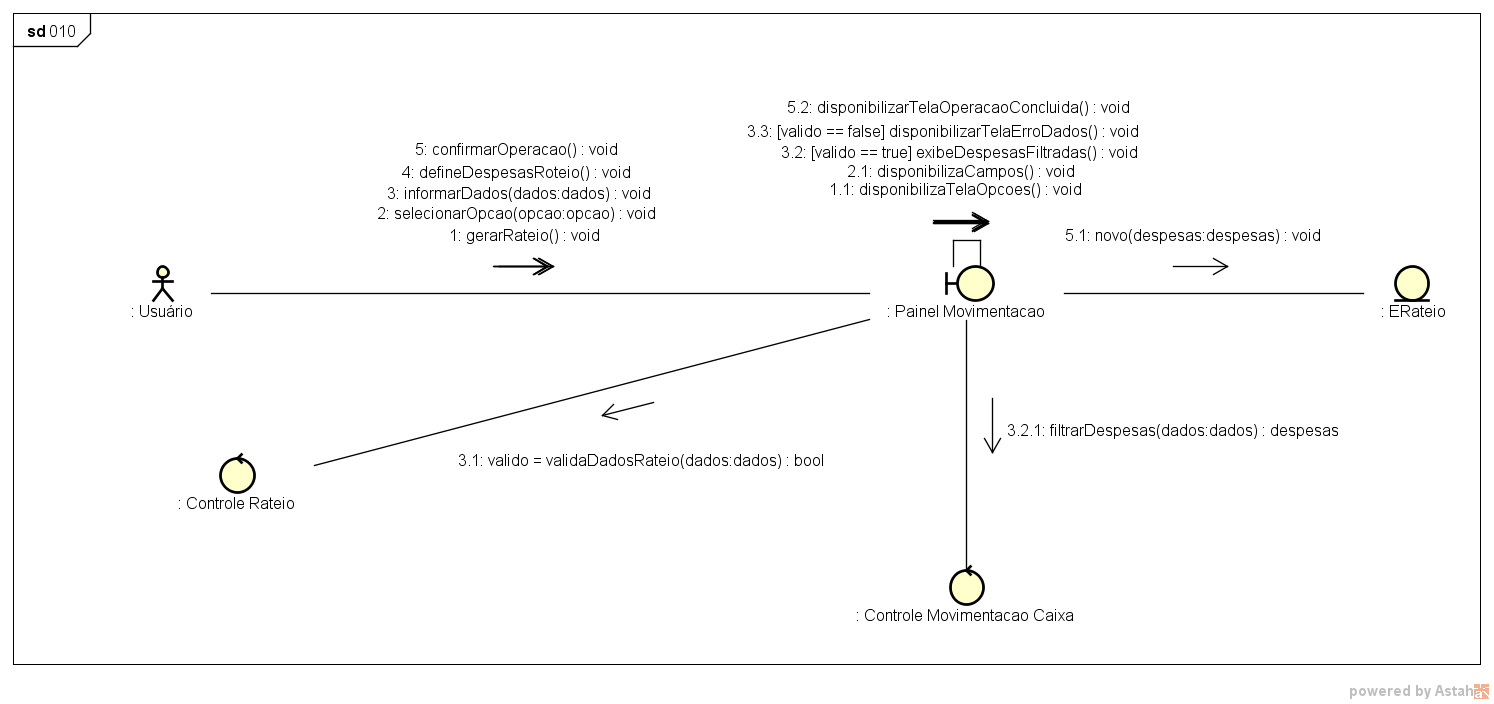 sd 010
5.2: disponibilizarTelaOperacaoConcluida() : void
3.3: [valido == false] disponibilizarTelaErroDados() : void
3.2: [valido == true] exibeDespesasFiltradas() : void
2.1: disponibilizaCampos() : void
1.1: disponibilizaTelaOpcoes() : void
5: confirmarOperacao() : void
4: defineDespesasRoteio() : void
3: informarDados(dados:dados) : void
2: selecionarOpcao(opcao:opcao) : void
1: gerarRateio() : void
5.1: novo(despesas:despesas) : void
: Usuário
: Painel Movimentacao
: ERateio
3.2.1: filtrarDespesas(dados:dados) : despesas
3.1: valido = validaDadosRateio(dados:dados) : bool
: Controle Rateio
: Controle Movimentacao Caixa
powered by Astah